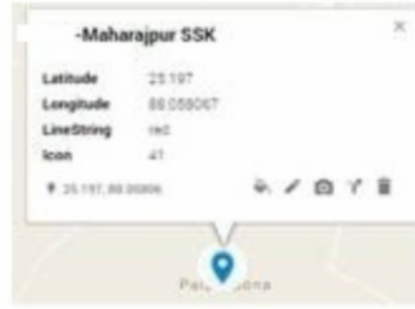 -Maharajpur SSK
Latitude 25.197
Longitude 88.058067
LineString red
Icon 41
25.197, 88.05806